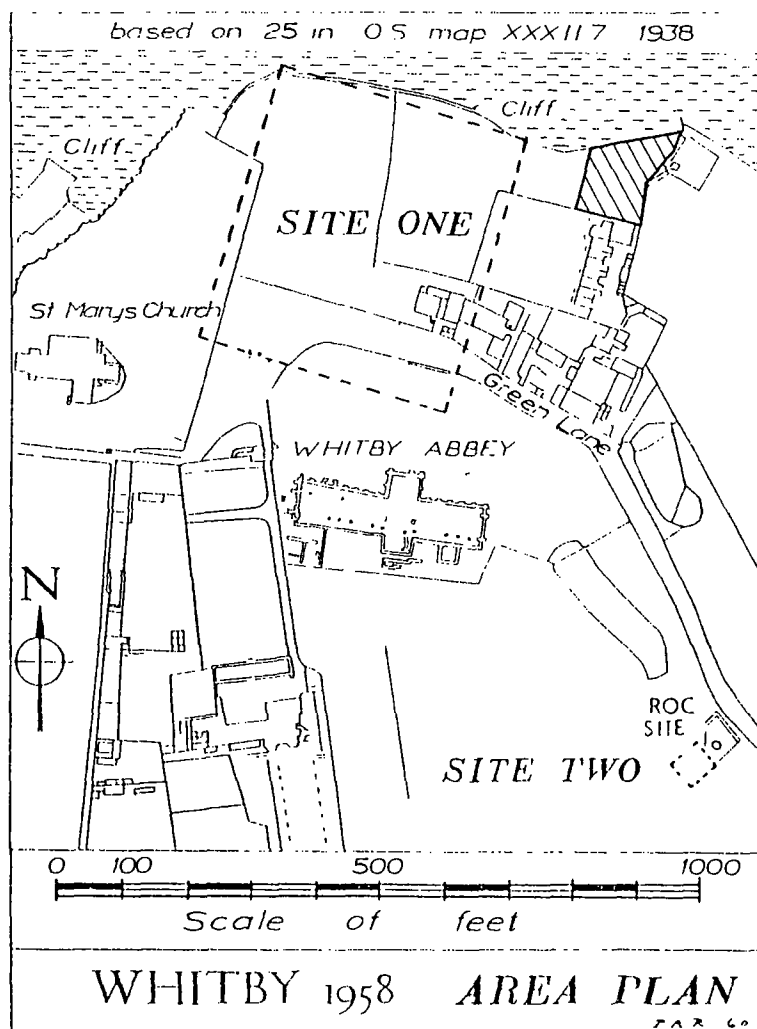 based on 25 in OS map XXXII 7 1938
Cliff
Cliff
SITE ONE
St Marys Church
Green Lane
WHITBY ABBEY
N
ROC
SITE
SITE TWO
0 100 500 1000
Scale of feet
WHITBY 1958 AREA PLAN